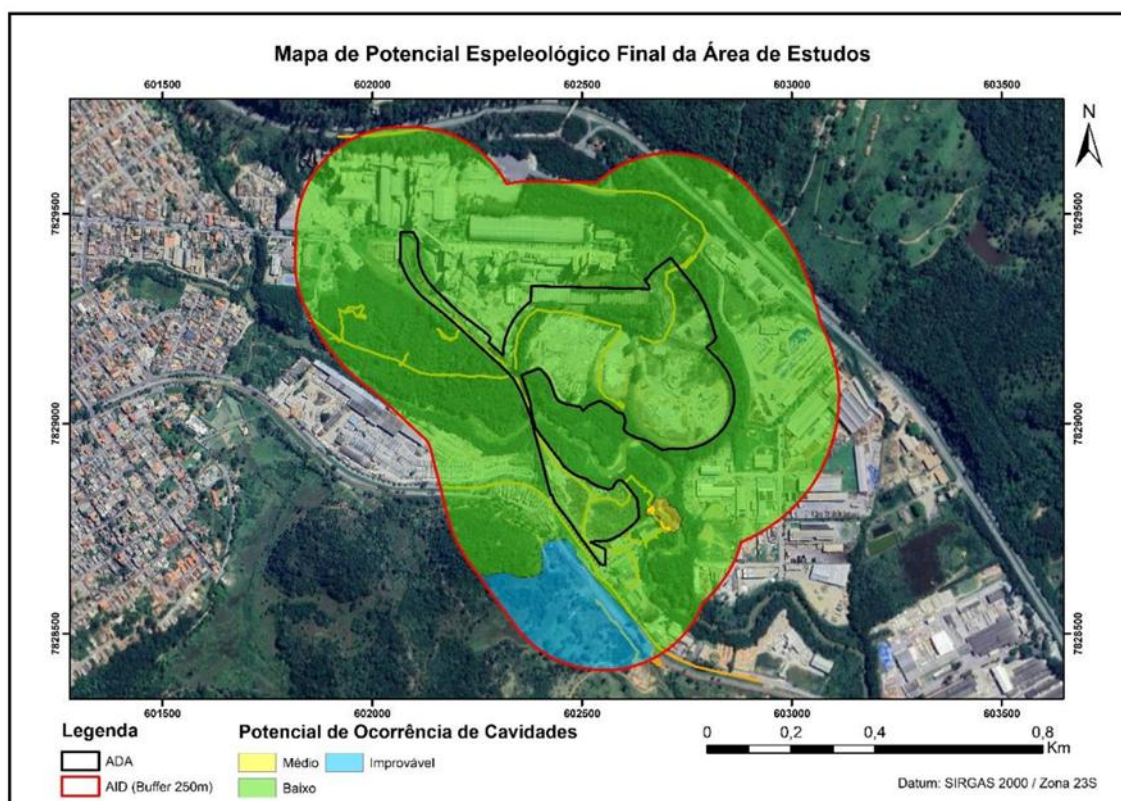 Mapa de Potencial Espeleológico Final da Área de Estudos
601500 602000 602500 603000 603500
N
7829500 7829500
7829000 7829000
7828500 7828500
601500 602000 602500 603000 603500
Legenda
ADA
AID (Buffer 250m)
Potencial de Ocorrência de Cavidades
Médio Improvável
Baixo
0 0,2 0,4 0,8
Km
Datum: SIRGAS 2000 / Zona 23S